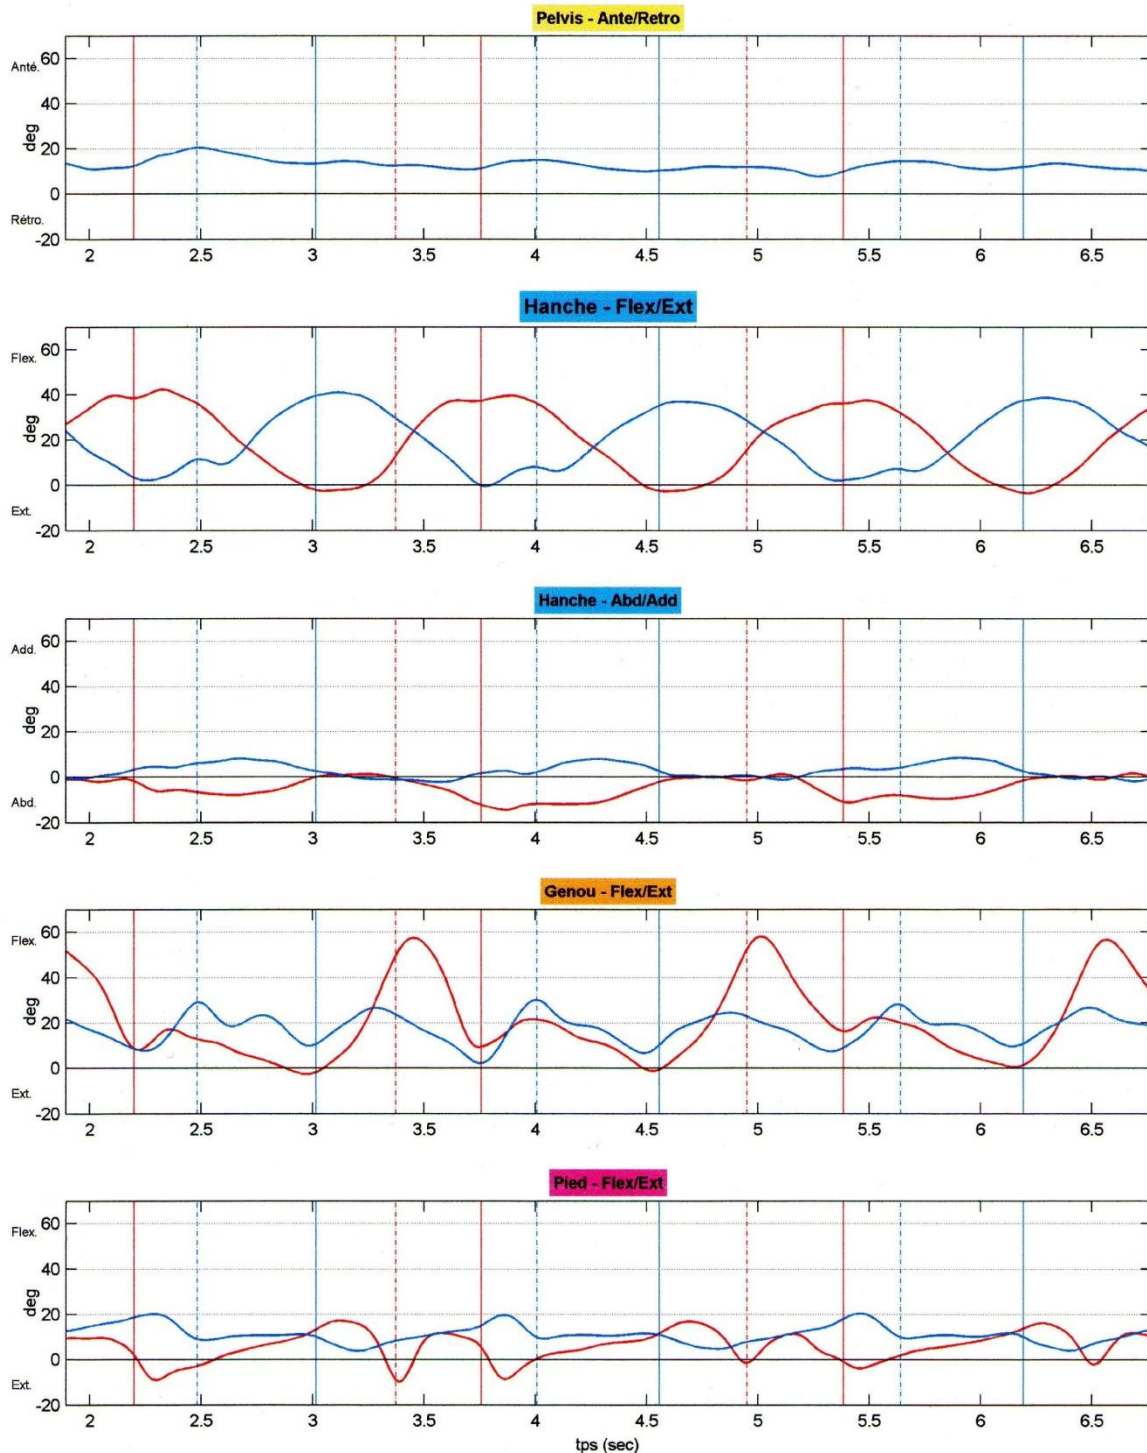 Pelvis - Ante/Retro
60
Anté.
40
deg
20
0
Rétro.
-20
2 2.5 3 3.5 4 4.5 5 5.5 6 6.5
Hanche - Flex/Ext
60
Flex.
40
deg
20
0
Ext.
-20
2 2.5 3 3.5 4 4.5 5 5.5 6 6.5
Hanche - Abd/Add
60
Add.
40
deg
20
0
Abd.
-20
2 2.5 3 3.5 4 4.5 5 5.5 6 6.5
Genou - Flex/Ext
60
Flex.
40
deg
20
0
Ext.
-20
2 2.5 3 3.5 4 4.5 5 5.5 6 6.5
Pied - Flex/Ext
60
Flex.
40
deg
20
0
Ext.
-20
2 2.5 3 3.5 4 4.5 5 5.5 6 6.5
tps (sec)